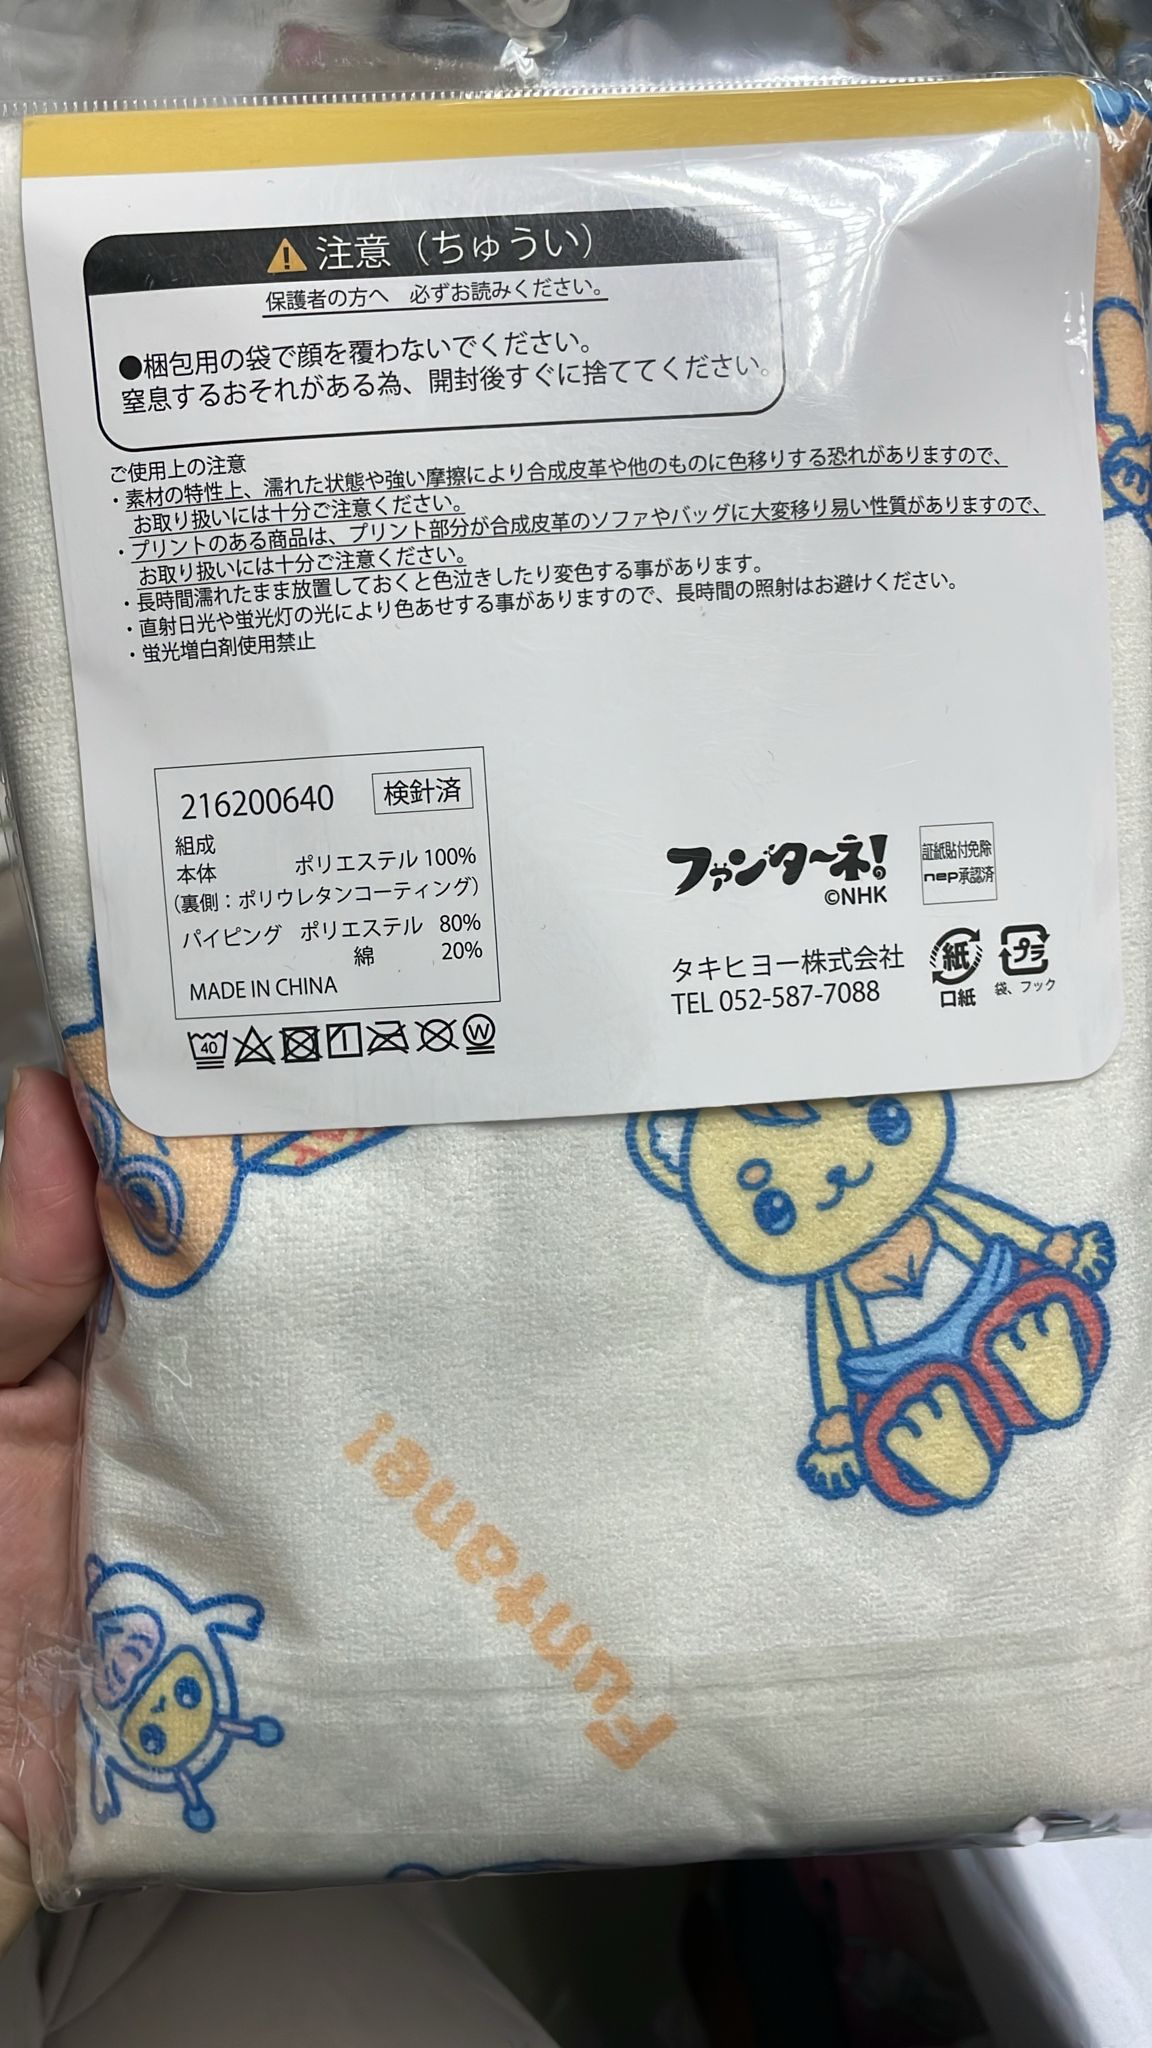 注意（ちゅうい）
保護者の方へ 必ずお読みください。
●梱包用の袋で顔を覆わないでください。
窒息するおそれがある為、開封後すぐに捨ててください。
ご使用上の注意
・素材の特性上、濡れた状態や強い摩擦により合成皮革や他のものに色移りする恐れがありますので、
お取り扱いには十分ご注意ください。
・プリントのある商品は、プリント部分が合成皮革のソファやバッグに大変移り易い性質がありますので、
お取り扱いには十分ご注意ください。
・長時間濡れたまま放置しておくと色泣きしたり変色する事があります。
・直射日光や蛍光灯の光により色あせする事がありますので、長時間の照射はお避けください。
・蛍光増白剤使用禁止
216200640 検針済
組成
本体 ポリエステル 100%
（裏側：ポリウレタンコーティング）
パイピング ポリエステル 80%
綿 20%
MADE IN CHINA
40
W
ファンターネ!
©NHK
証紙貼付免除
nep承認済
タキヒヨー株式会社
TEL 052-587-7088
紙
口紙
プラ
袋、フック
Funtane!